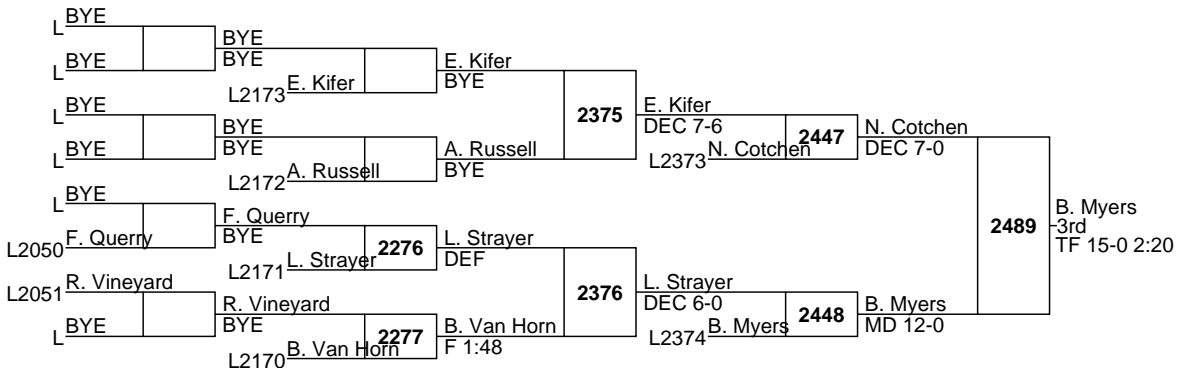 L BYE
BYE
L BYE
BYE
L2173 E. Kifer
E. Kifer
BYE
L BYE
BYE
L BYE
BYE
L2172 A. Russell
A. Russell
BYE
2375
E. Kifer
DEC 7-6
L2373 N. Cotchen
2447
N. Cotchen
DEC 7-0
L BYE
L2050 F. Querry
F. Querry
BYE
L2171 L. Strayer
2276
L. Strayer
DEF
L2051 R. Vineyard
L BYE
R. Vineyard
BYE
L2170 B. Van Horn
2277
B. Van Horn
F 1:48
2376
L. Strayer
DEC 6-0
L2374 B. Myers
2448
B. Myers
MD 12-0
2489
B. Myers
3rd
TF 15-0 2:20